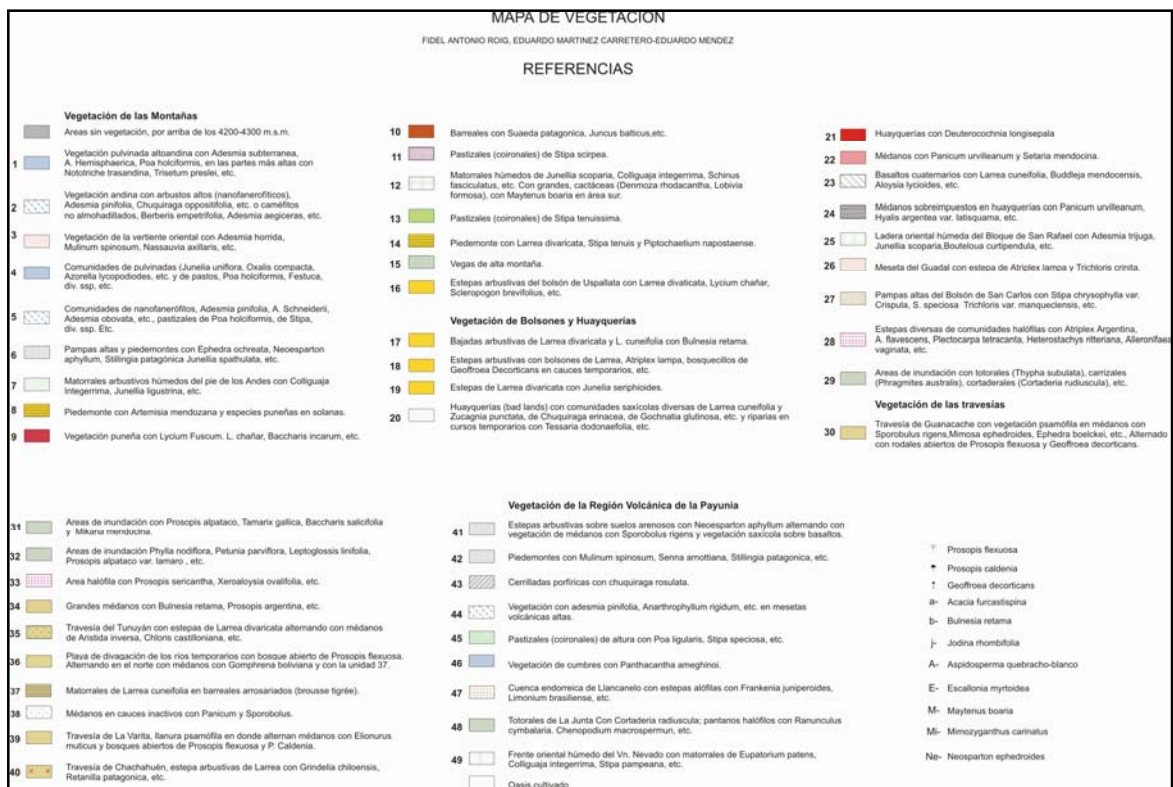 MAPA DE VEGETACION
FIDEL ANTONIO ROIG, EDUARDO MARTINEZ CARRETERO-EDUARDO MENDEZ
REFERENCIAS
Vegetación de las Montañas
Areas sin vegetación, por arriba de los 4200-4300 m.s.m.
1 Vegetación pulvinada altoandina con Adesmia subterranea,
A. Hemisphaerica, Poa holciformis, en las partes más altas con
Nototriche trasandina, Trisetum preslei, etc.
2 Vegetación andina con arbustos altos (nanofanerofíticos),
Adesmia pinifolia, Chuquiraga oppositifolia, etc. o caméfitos
no almohadillados, Berberis empetrifolia, Adesmia aegiceras, etc.
3 Vegetación de la vertiente oriental con Adesmia horrida,
Mulinum spinosum, Nassauvia axillaris, etc.
4 Comunidades de pulvinadas (Junelia uniflora, Oxalis compacta,
Azorella lycopodiodes, etc. y de pastos, Poa holciformis, Festuca,
div. ssp, etc.
5 Comunidades de nanofanerófitos, Adesmia pinifolia, A. Schneiderii,
Adesmia obovata, etc., pastizales de Poa holciformis, de Stipa,
div. ssp. Etc.
6 Pampas altas y piedemontes con Ephedra ochreata, Neoesparton
aphyllum, Stillingia patagónica Junellia spathulata, etc.
7 Matorrales arbustivos húmedos del pie de los Andes con Colliguaja
Integerrima, Junellia ligustrina, etc.
8 Piedemonte con Artemisia mendozana y especies puneñas en solanas.
9 Vegetación puneña con Lycium Fuscum. L. chañar, Baccharis incarum, etc.
10 Barreales con Suaeda patagonica, Juncus balticus,etc.
11 Pastizales (coironales) de Stipa scirpea.
12 Matorrales húmedos de Junellia scoparia, Colliguaja integerrima, Schinus
fasciculatus, etc. Con grandes, cactáceas (Denmoza rhodacantha, Lobivia
formosa), con Maytenus boaria en área sur.
13 Pastizales (coironales) de Stipa tenuissima.
14 Piedemonte con Larrea divaricata, Stipa tenuis y Piptochaetium napostaense.
15 Vegas de alta montaña.
16 Estepas arbustivas del bolsón de Uspallata con Larrea divaticata, Lycium chañar,
Scleropogon brevifolius, etc.
Vegetación de Bolsones y Huayquerías
17 Bajadas arbustivas de Larrea divaricata y L. cuneifolia con Bulnesia retama.
18 Estepas arbustivas con bolsones de Larrea, Atriplex lampa, bosquecillos de
Geoffroea Decorticans en cauces temporarios, etc.
19 Estepas de Larrea divaricata con Junelia seriphioides.
20 Huayquerías (bad lands) con comunidades saxícolas diversas de Larrea cuneifolia y
Zucagnia punctata, de Chuquiraga erinacea, de Gochnatia glutinosa, etc. y riparias en
cursos temporarios con Tessaria dodonaefolia, etc.
21 Huayquerías con Deuterocochnia longisepala
22 Médanos con Panicum urvilleanum y Setaria mendocina.
23 Basaltos cuaternarios con Larrea cuneifolia, Buddleja mendocensis,
Aloysia lycioides, etc.
24 Médanos sobreimpuestos en huayquerías con Panicum urvilleanum,
Hyalis argentea var. latisquama, etc.
25 Ladera oriental húmeda del Bloque de San Rafael con Adesmia trijuga,
Junellia scoparia,Bouteloua curtipendula, etc.
26 Meseta del Guadal con estepa de Atriplex lampa y Trichloris crinita.
27 Pampas altas del Bolsón de San Carlos con Stipa chrysophylla var.
Crispula, S. speciosa Trichloris var. manqueclensis, etc.
28 Estepas diversas de comunidades halófilas con Atriplex Argentina,
A. flavescens, Plectocarpa tetracanta, Heterostachys ritteriana, Alleronifaea
vaginata, etc.
29 Areas de inundación con totorales (Thypha subulata), carrizales
(Phragmites australis), cortaderales (Cortaderia rudiuscula), etc.
Vegetación de las travesías
30 Travesía de Guanacache con vegetación psamófila en médanos con
Sporobulus rigens,Mimosa ephedroides, Ephedra boelckei, etc., Alternado
con rodales abiertos de Prosopis flexuosa y Geoffroea decorticans.
31 Areas de inundación con Prosopis alpataco, Tamarix gallica, Baccharis salicifolia
y Mikana mendocina.
32 Areas de inundación Phylla nodiflora, Petunia parviflora, Leptoglossis linifolia,
Prosopis alpataco var. lamaro , etc.
33 Area halófila con Prosopis sericantha, Xeroaloysia ovalifolia, etc.
34 Grandes médanos con Bulnesia retama, Prosopis argentina, etc.
35 Travesía del Tunuyán con estepas de Larrea divaricata alternando con médanos
de Aristida inversa, Chloris castilloniana, etc.
36 Playa de divagación de los ríos temporarios con bosque abierto de Prosopis flexuosa.
Alternando en el norte con médanos con Gomphrena boliviana y con la unidad 37.
37 Matorrales de Larrea cuneifolia en barreales arrosariados (brousse tigrée).
38 Médanos en cauces inactivos con Panicum y Sporobolus.
39 Travesía de La Varita, llanura psamófila en donde alternan médanos con Elionurus
muticus y bosques abiertos de Prosopis flexuosa y P. Caldenia.
40 Travesía de Chachahuén, estepa arbustivas de Larrea con Grindelia chiloensis,
Retanilla patagonica, etc.
Vegetación de la Región Volcánica de la Payunia
41 Estepas arbustivas sobre suelos arenosos con Neoesparton aphyllum alternando con
vegetación de médanos con Sporobolus rigens y vegetación saxícola sobre basaltos.
42 Piedemontes con Mulinum spinosum, Senna arnottiana, Stillingia patagonica, etc.
43 Cerrilladas porfíricas con chuquiraga rosulata.
44 Vegetación con adesmia pinifolia, Anarthrophyllum rigidum, etc. en mesetas
volcánicas altas.
45 Pastizales (coironales) de altura con Poa ligularis, Stipa speciosa, etc.
46 Vegetación de cumbres con Panthacantha ameghinoi.
47 Cuenca endorreica de Llancanelo con estepas alófilas con Frankenia juniperoides,
Limonium brasiliense, etc.
48 Totorales de La Junta Con Cortaderia radiuscula; pantanos halófilos con Ranunculus
cymbalaria. Chenopodium macrospermun, etc.
49 Frente oriental húmedo del Vn. Nevado con matorrales de Eupatorium patens,
Colliguaja integerrima, Stipa pampeana, etc.
Oasis cultivado
Prosopis flexuosa
Prosopis caldenia
Geoffroea decorticans
a- Acacia furcastispina
b- Bulnesia retama
j- Jodina rhombifolia
A- Aspidosperma quebracho-blanco
E- Escallonia myrtoidea
M- Maytenus boaria
Mi- Mimozyganthus carinatus
Ne- Neosparton ephedroides